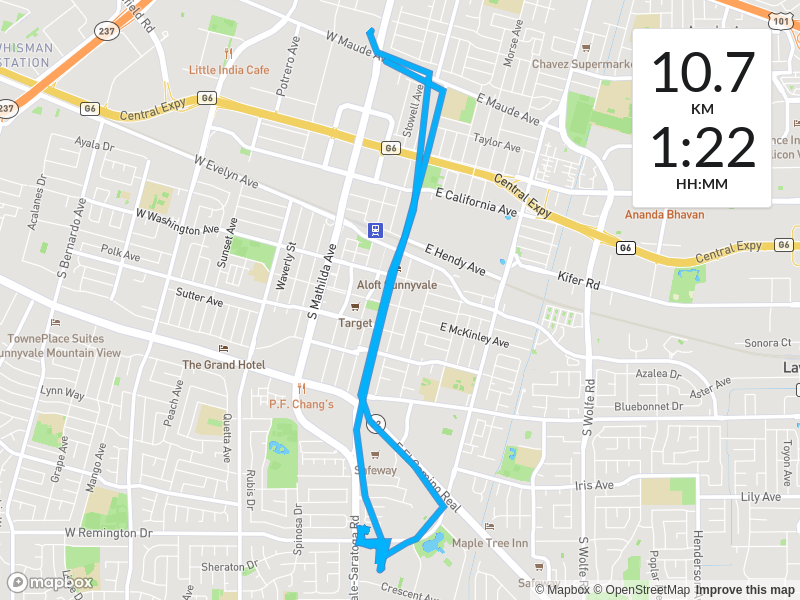 101
237
W Maude Ave
Morse Ave
WHISMAN
STATION
Potrero Ave
Little India Cafe
Chavez Supermarket
10.7
KM
1:22
HH:MM
237
G6
G6
Central Expy
Stowell Ave
E Maude Ave
Taylor Ave
Ayala Dr
G6
W Evelyn Ave
Central Expy
Acalanes Dr
S Bernardo Ave
W Washington Ave
Sunset Ave
E California Ave
Ananda Bhavan
Polk Ave
Waverly St
S Mathilda Ave
E Hendy Ave
G6
Central Expy
G6
Kifer Rd
Sutter Ave
Aloft Sunnyvale
Target
E McKinley Ave
TownePlace Suites
Sunnyvale Mountain View
The Grand Hotel
Sonora Ct
Azalea Dr
Aster Ave
Lynn Way
Peach Ave
P.F. Chang's
S Wolfe Rd
Bluebonnet Dr
Quetta Ave
Grape Ave
Mango Ave
Rubis Dr
Safeway
E El Camino Real
Iris Ave
Lily Ave
Toyon Ave
W Remington Dr
Spinosa Dr
Maple Tree Inn
Sheraton Dr
Crescent Ave
Safeway
S Wolfe
Poplar
Henderson
mapbox
© Mapbox © OpenStreetMap Improve this map